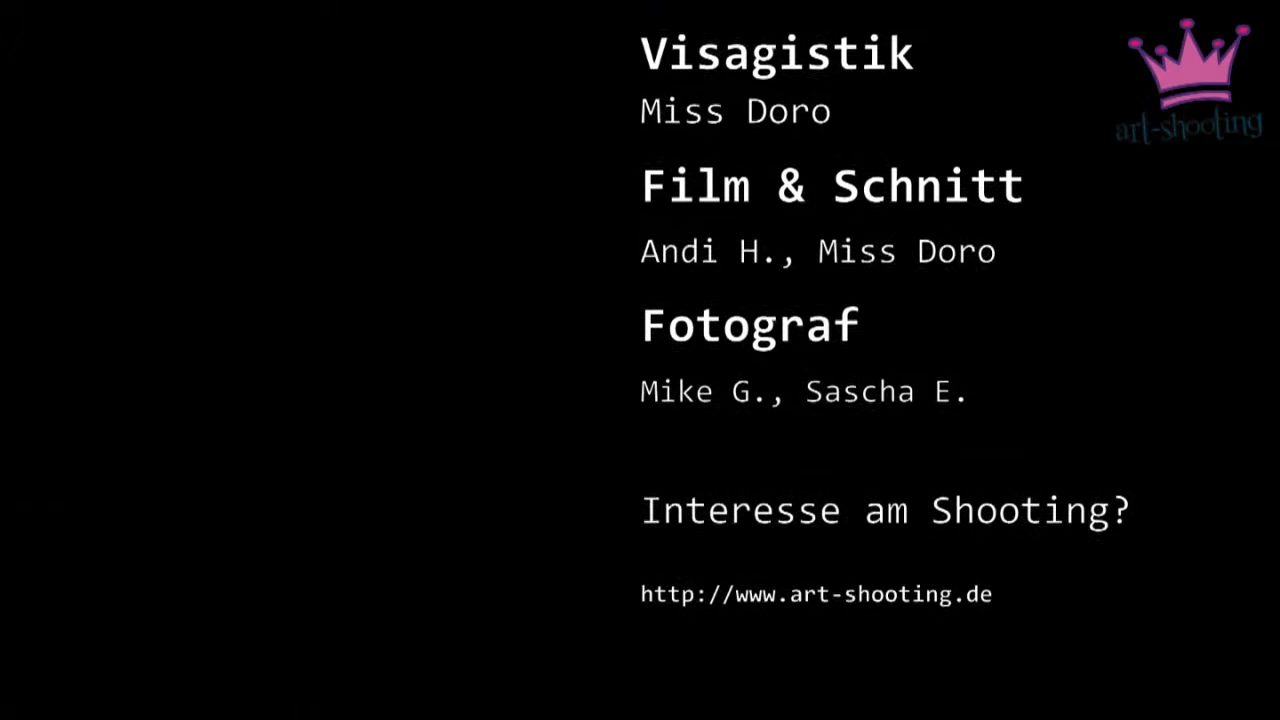 Visagistik
Miss Doro
art-shooting
Film & Schnitt
Andi H., Miss Doro
Fotograf
Mike G., Sascha E.
Interesse am Shooting?
http://www.art-shooting.de